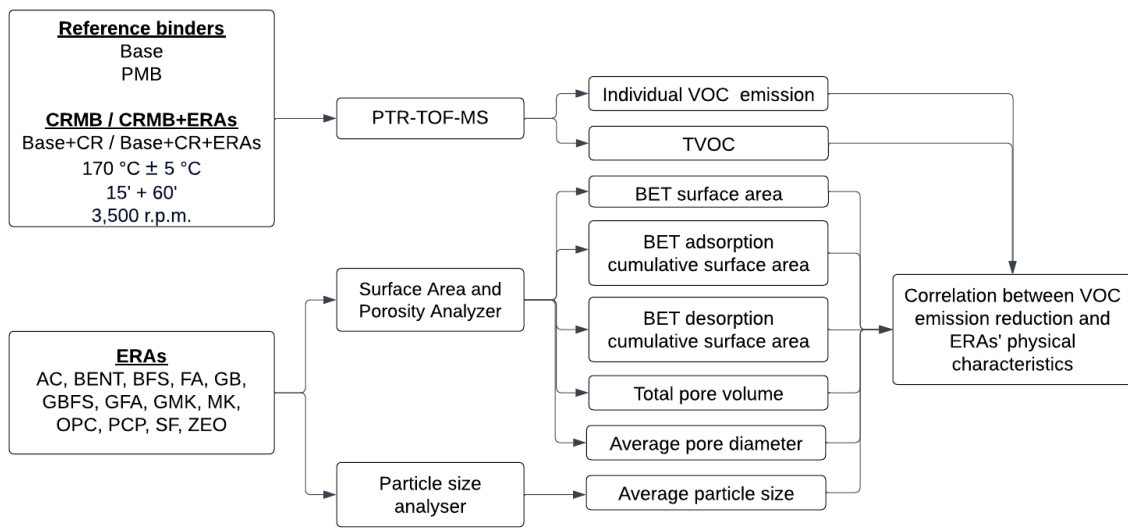 Reference binders
Base
PMB
CRMB / CRMB+ERAs
Base+CR / Base+CR+ERAs
170 °C ± 5 °C
15' + 60'
3,500 r.p.m.
ERAs
AC, BENT, BFS, FA, GB,
GBFS, GFA, GMK, MK,
OPC, PCP, SF, ZEO
PTR-TOF-MS
Surface Area and
Porosity Analyzer
Particle size
analyser
Individual VOC emission
TVOC
BET surface area
BET adsorption
cumulative surface area
BET desorption
cumulative surface area
Total pore volume
Average pore diameter
Average particle size
Correlation between VOC
emission reduction and
ERAs' physical
characteristics